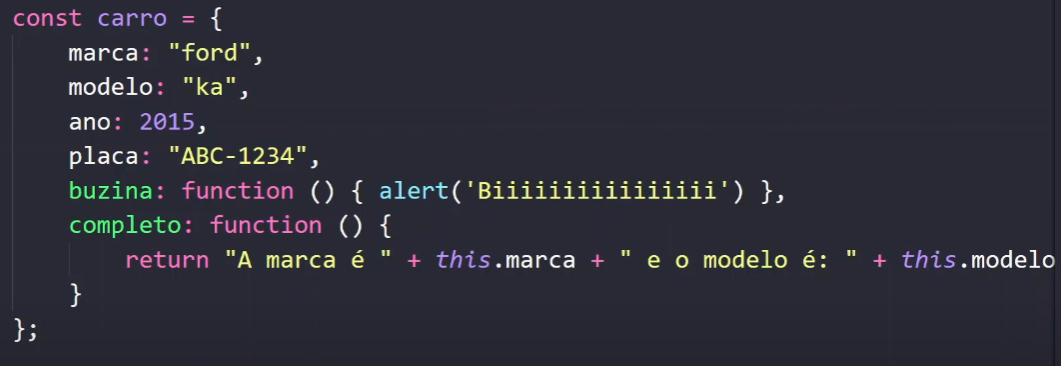 const carro = {
    marca: "ford",
    modelo: "ka",
    ano: 2015,
    placa: "ABC-1234",
    buzina: function () { alert('Biiiiiiiiiiiiiiii') },
    completo: function () {
        return "A marca é " + this.marca + " e o modelo é: " + this.modelo
    }
};